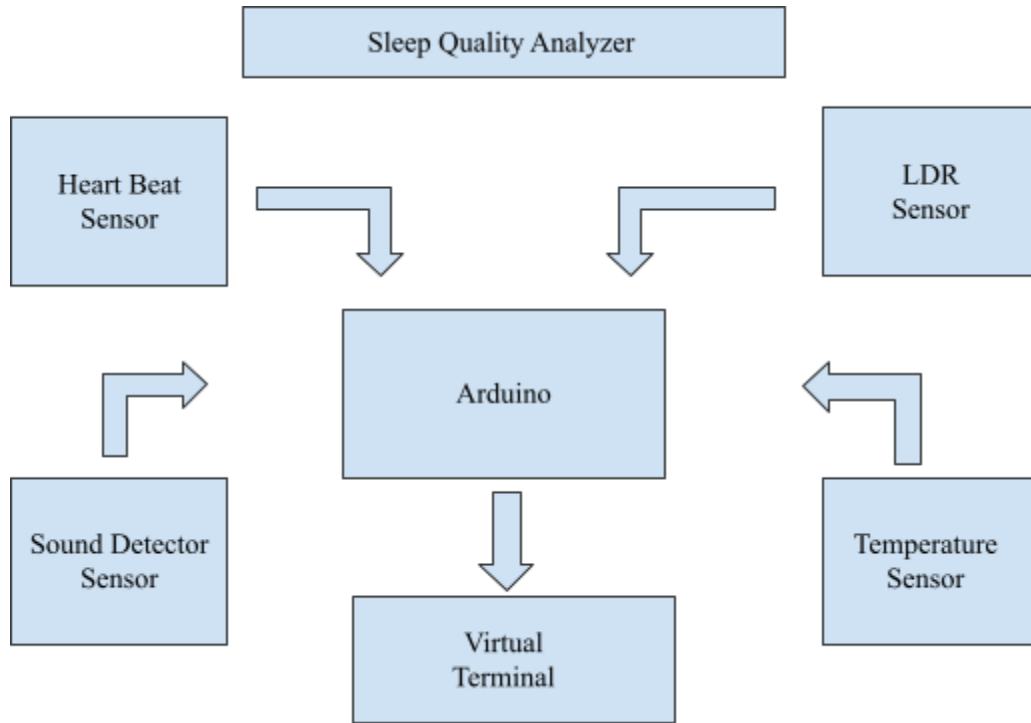 Sleep Quality Analyzer
Heart Beat
Sensor
LDR
Sensor
Arduino
Sound Detector
Sensor
Temperature
Sensor
Virtual
Terminal